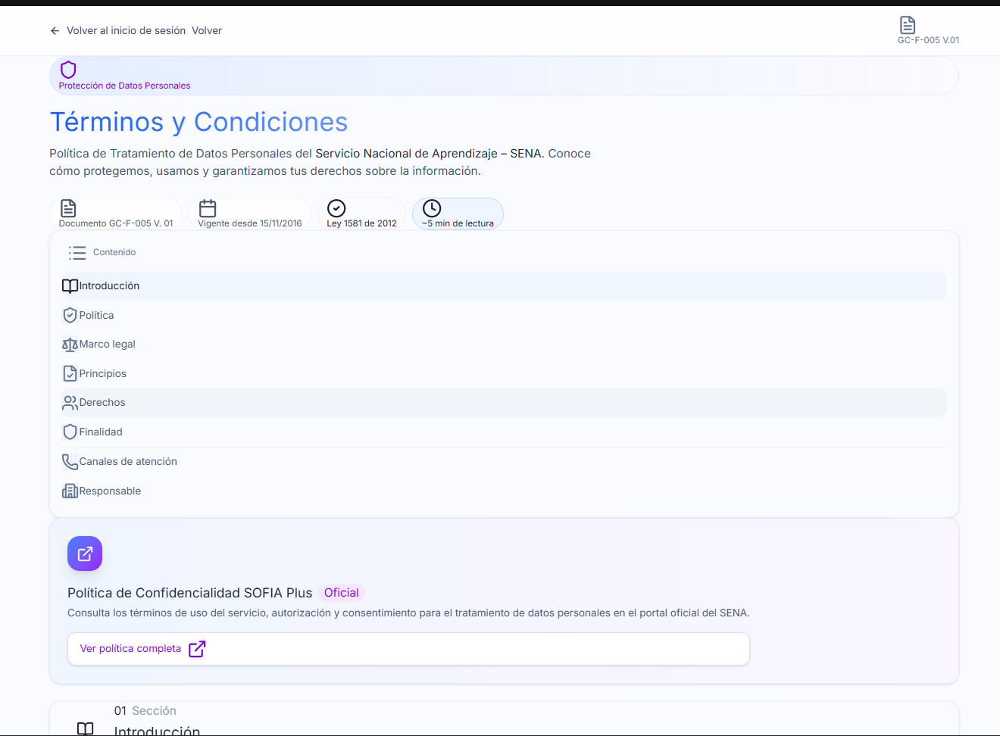 Volver al inicio de sesión Volver
GC-F-005 V.01
Protección de Datos Personales
Términos y Condiciones
Política de Tratamiento de Datos Personales del Servicio Nacional de Aprendizaje – SENA. Conoce
cómo protegemos, usamos y garantizamos tus derechos sobre la información.
Documento GC-F-005 V. 01
Vigente desde 15/11/2016
Ley 1581 de 2012
~5 min de lectura
Contenido
Introducción
Política
Marco legal
Principios
Derechos
Finalidad
Canales de atención
Responsable
Política de Confidencialidad SOFIA Plus Oficial
Consulta los términos de uso del servicio, autorización y consentimiento para el tratamiento de datos personales en el portal oficial del SENA.
Ver política completa
01 Sección
Introducción